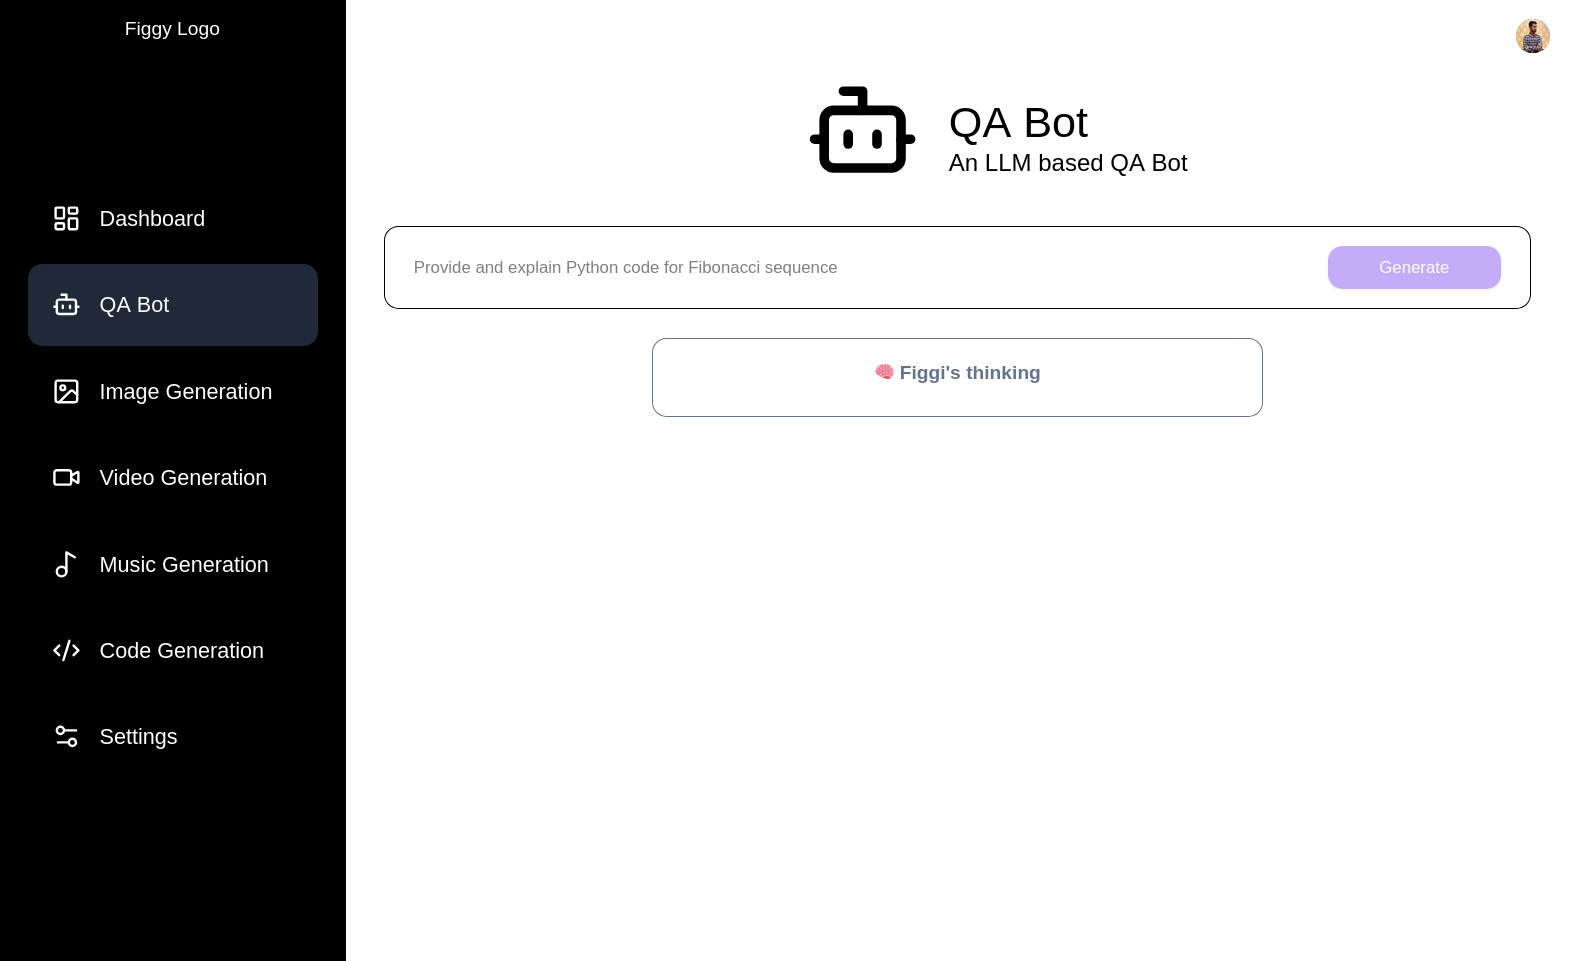 Figgy Logo
Dashboard
QA Bot
Image Generation
Video Generation
Music Generation
Code Generation
Settings
QA Bot
An LLM based QA Bot
Provide and explain Python code for Fibonacci sequence
Generate
🧠 Figgi's thinking